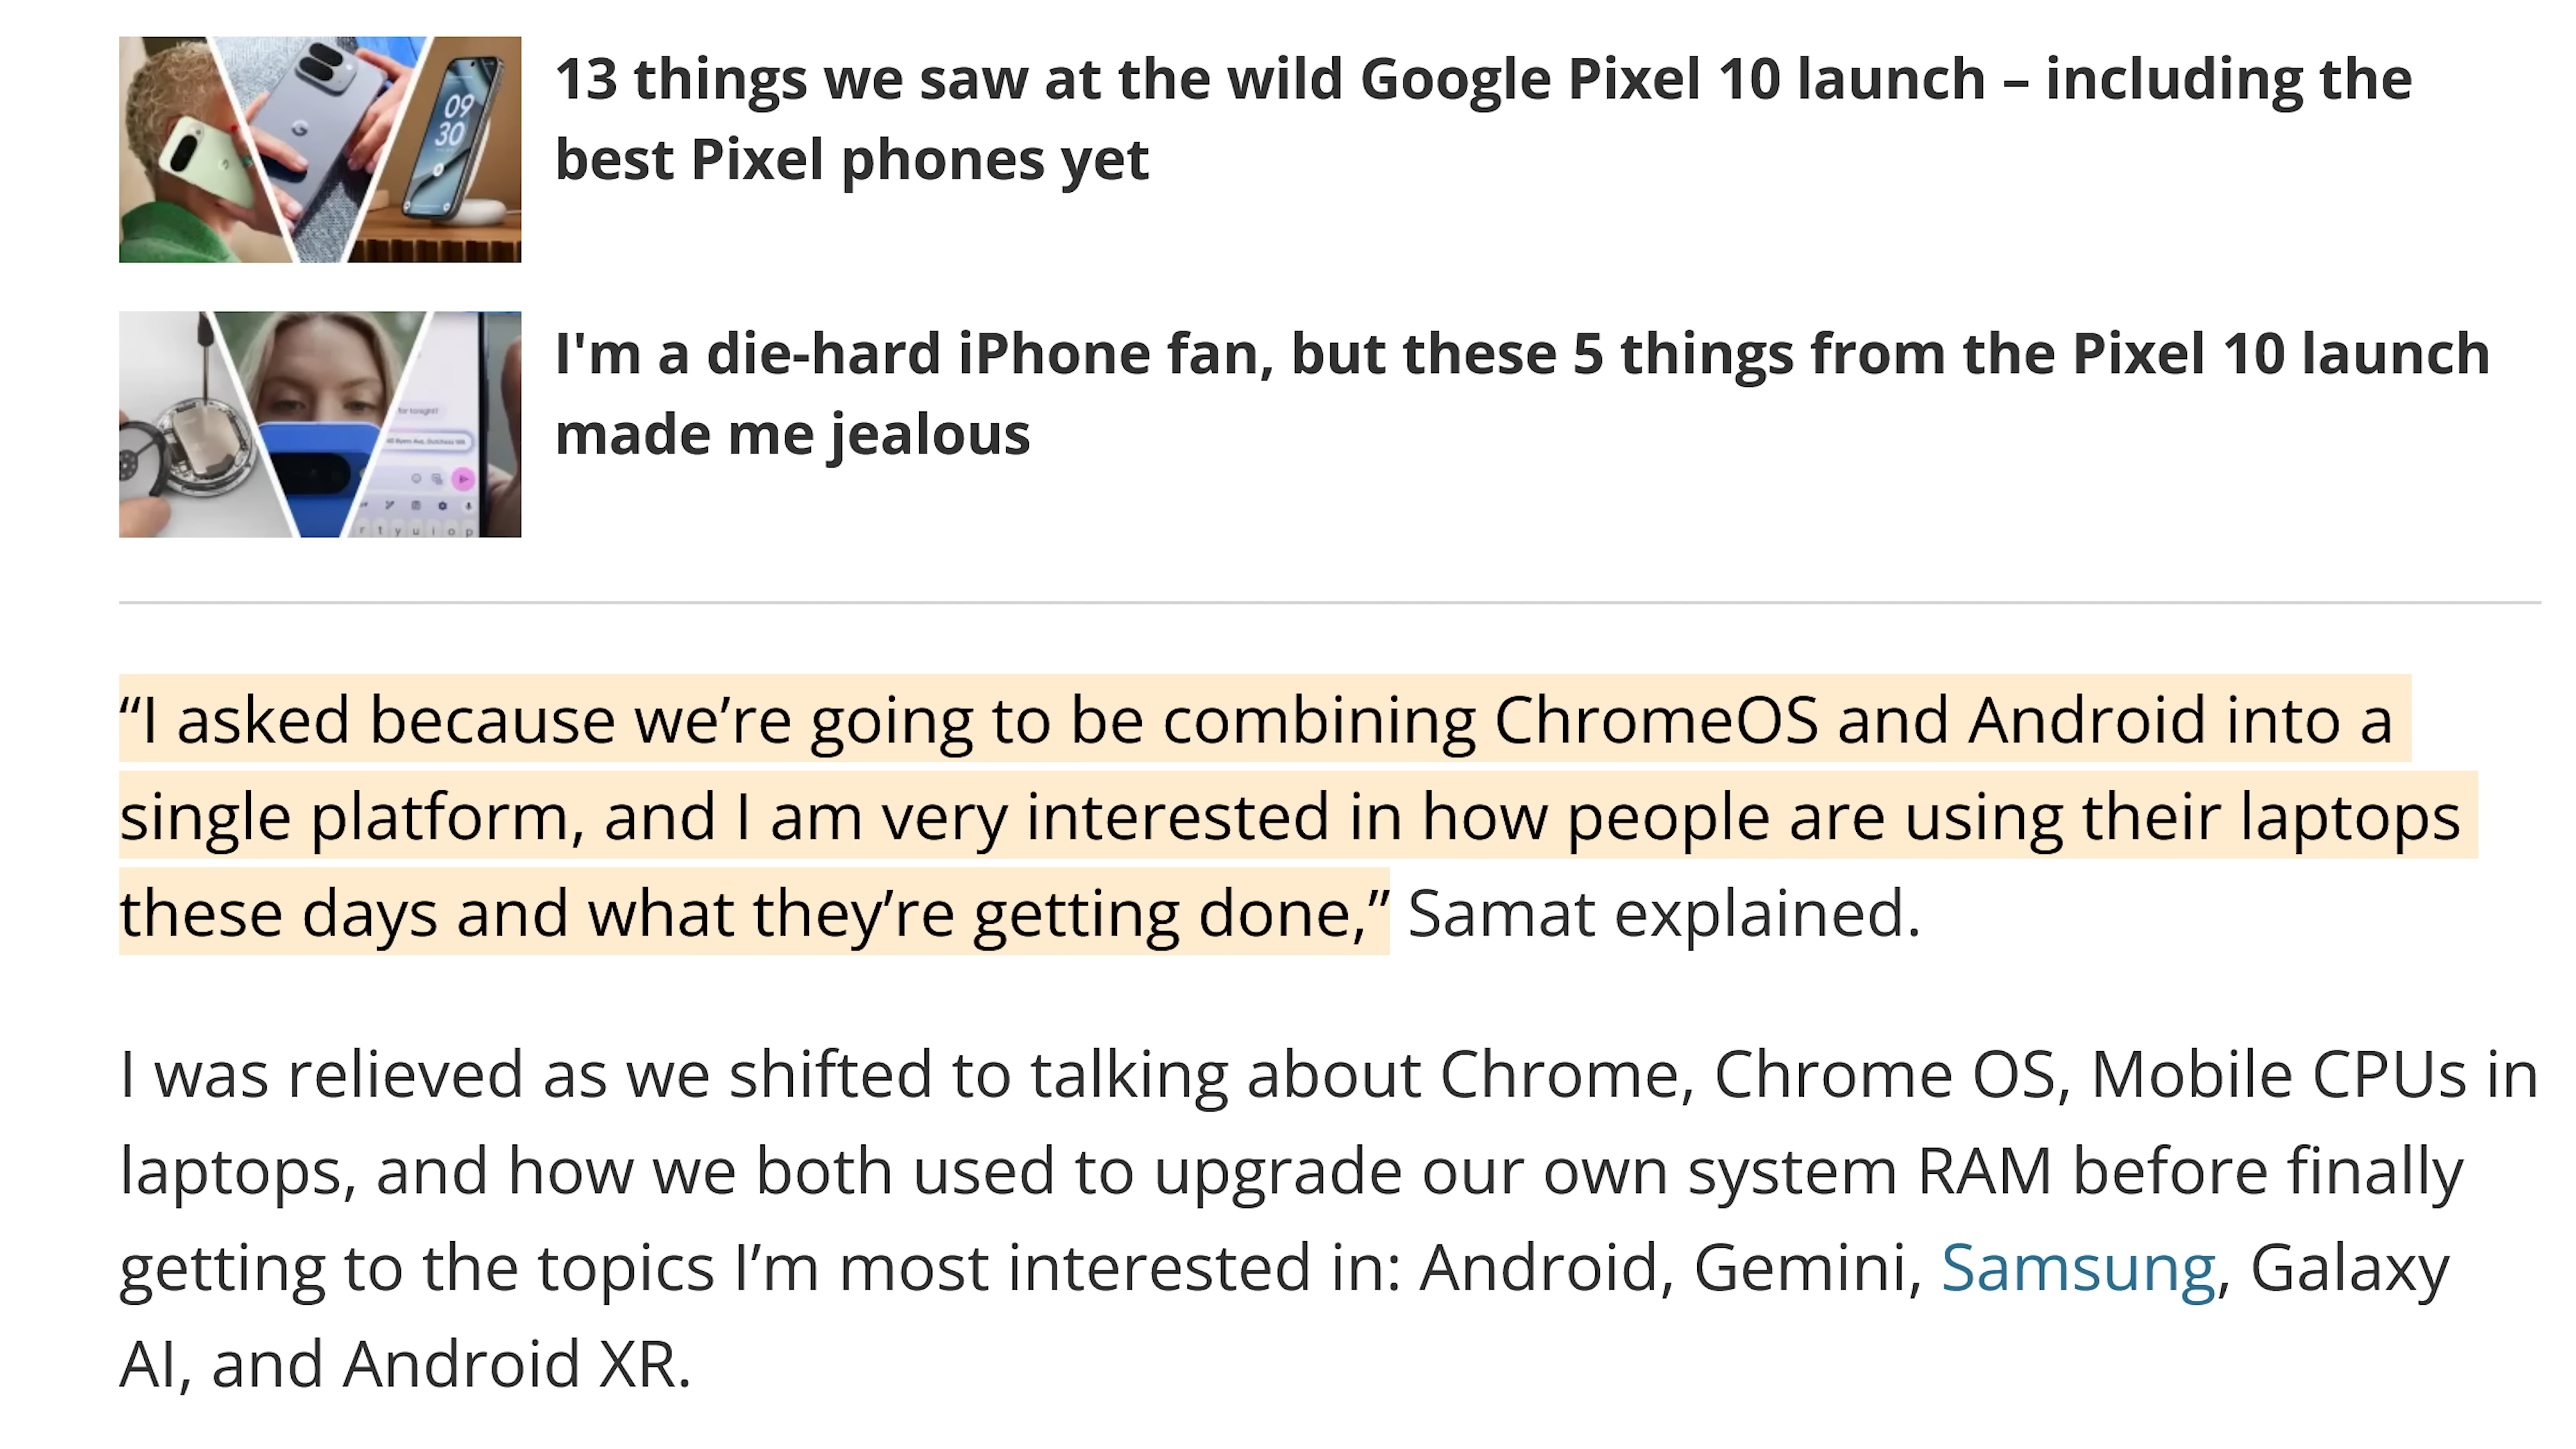 13 things we saw at the wild Google Pixel 10 launch – including the
best Pixel phones yet
09
30
I'm a die-hard iPhone fan, but these 5 things from the Pixel 10 launch
made me jealous
for tonight?
r t y u i o p
“I asked because we’re going to be combining ChromeOS and Android into a
single platform, and I am very interested in how people are using their laptops
these days and what they’re getting done,” Samat explained.
I was relieved as we shifted to talking about Chrome, Chrome OS, Mobile CPUs in
laptops, and how we both used to upgrade our own system RAM before finally
getting to the topics I’m most interested in: Android, Gemini, Samsung, Galaxy
AI, and Android XR.